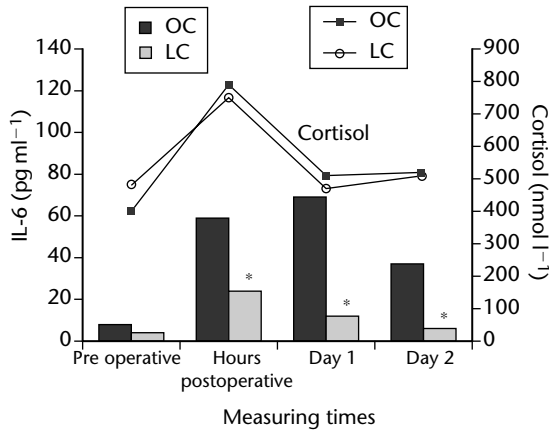 OC
LC
OC
LC
140
120
100
80
60
40
20
0
IL-6 (pg ml−1)
900
800
700
600
500
400
300
200
100
0
Cortisol (nmol l−1)
Cortisol
*
*
*
Pre operative
Hours
postoperative
Day 1
Day 2
Measuring times